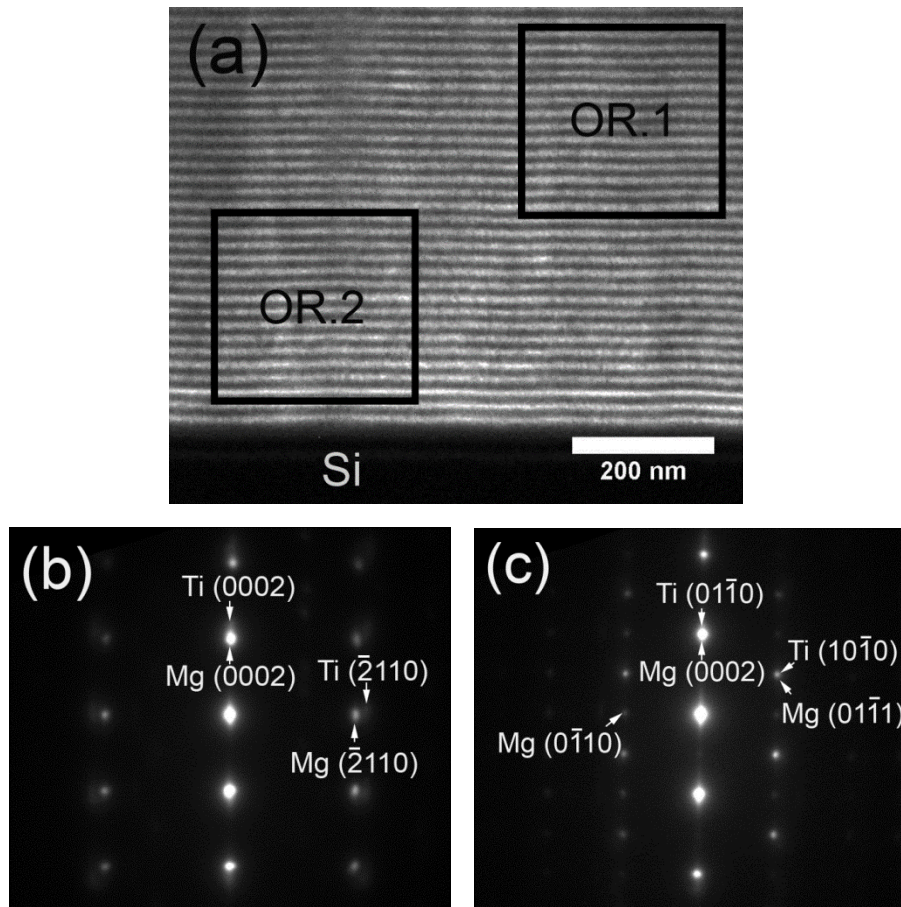 (a)
OR.1
OR.2
Si
200 nm
(b)
Ti (0002)
Mg (0002)
Ti (2̄110)
Mg (2̄110)
(c)
Ti (011̄0)
Mg (0002)
Ti (101̄0)
Mg (011̄1)
Mg (01̄10)